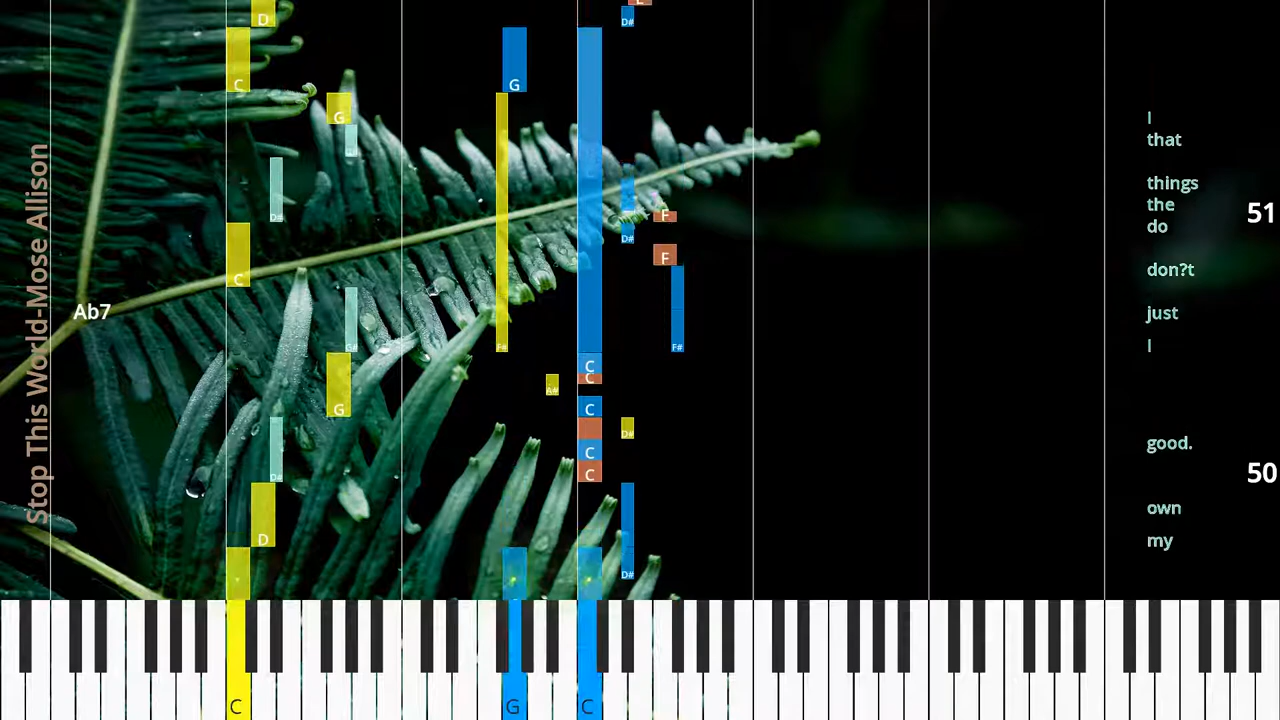 D
D#
C
G
G
I
that
Stop This World-Mose Allison
D#
things
the
do
51
F
D#
C
F
don?t
Ab7
just
G#
F#
F#
I
C
C
A#
G
C
D#
good.
C
C
D#
50
own
D
my
D#
C
G
C